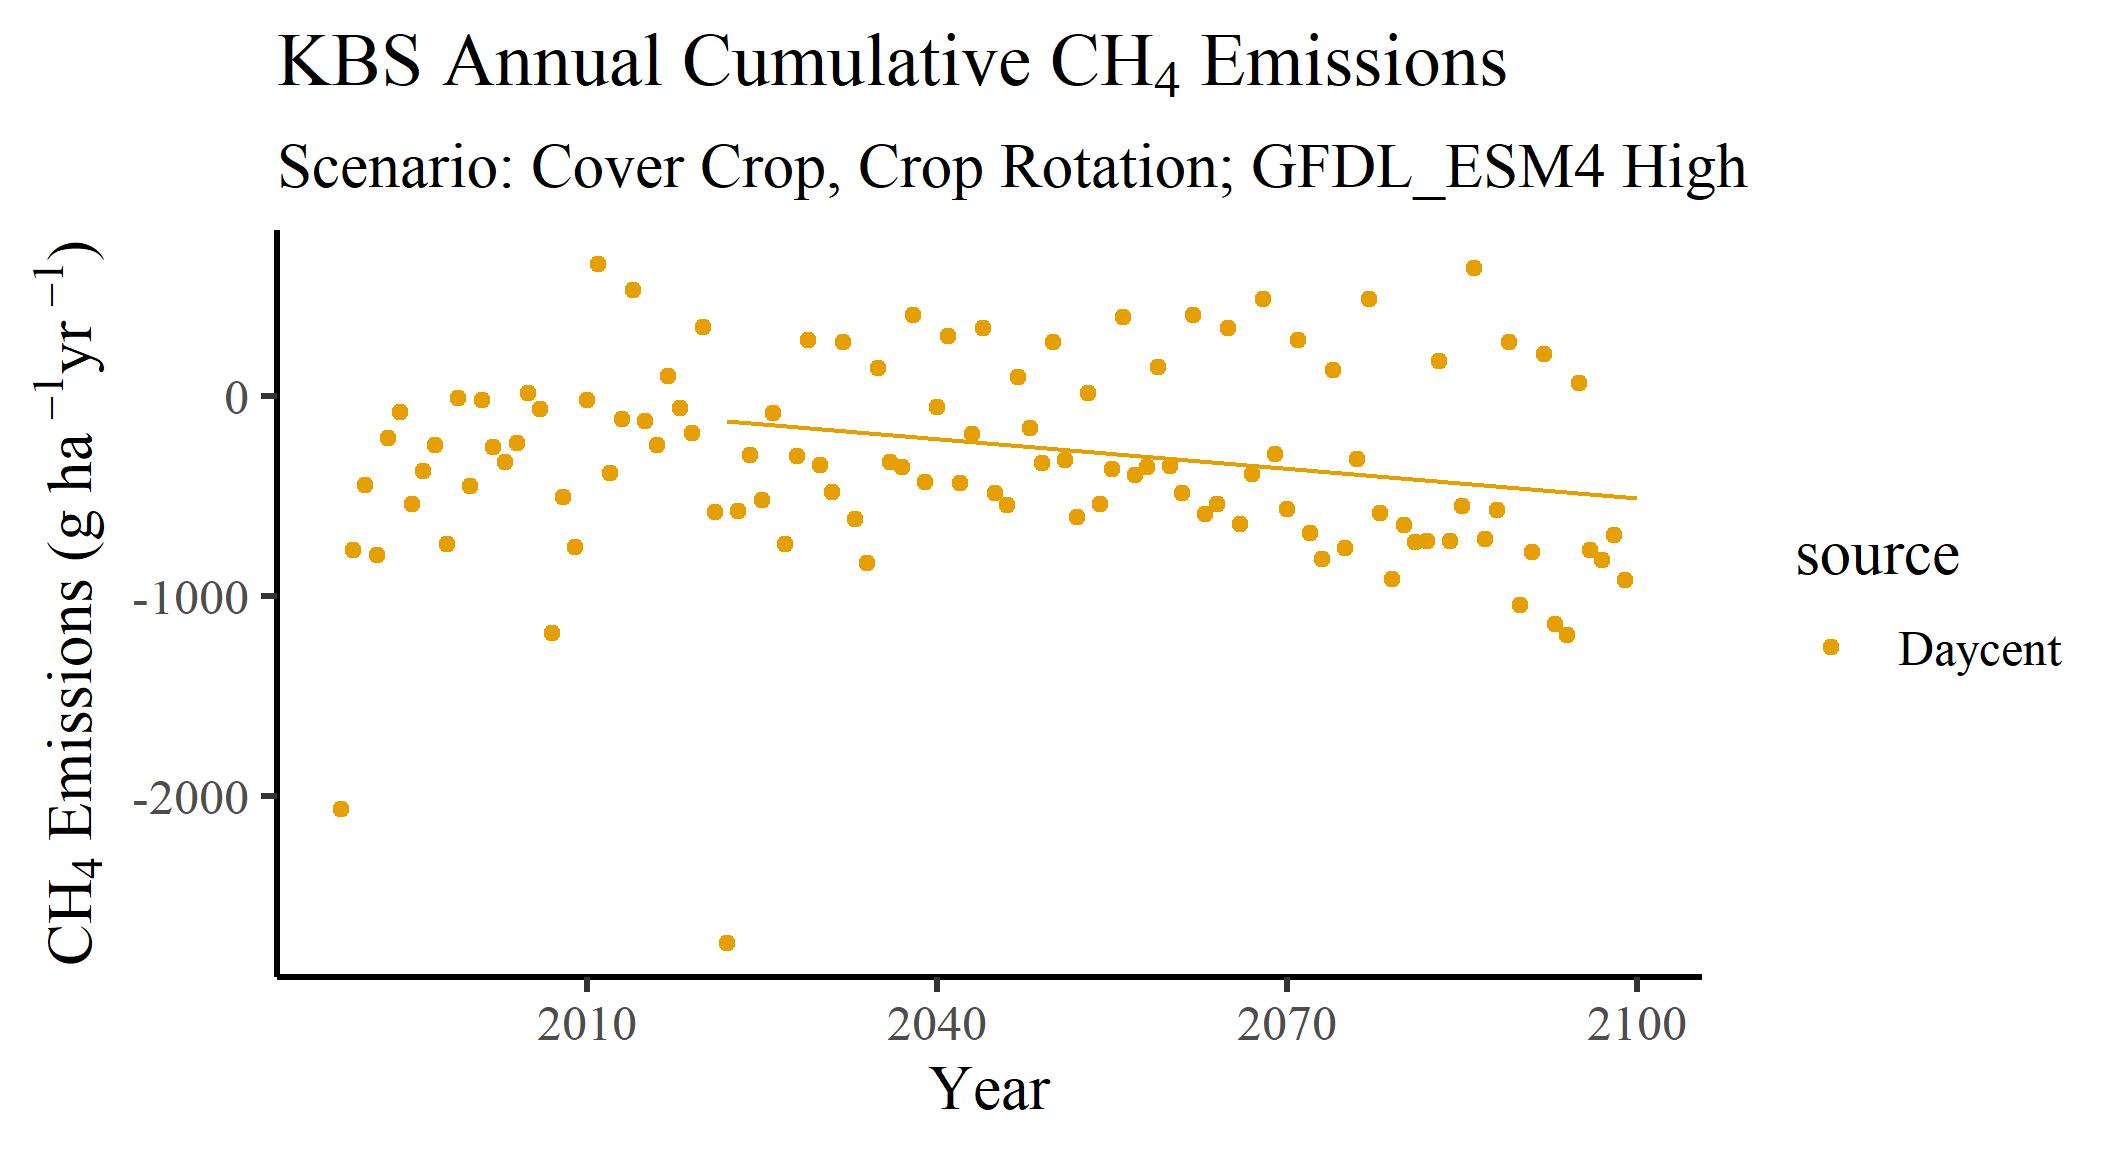 KBS Annual Cumulative CH₄ Emissions
Scenario: Cover Crop, Crop Rotation; GFDL_ESM4 High
CH₄ Emissions (g ha ⁻¹yr ⁻¹)
0
-1000
-2000
2010 2040 2070 2100
Year
source
Daycent